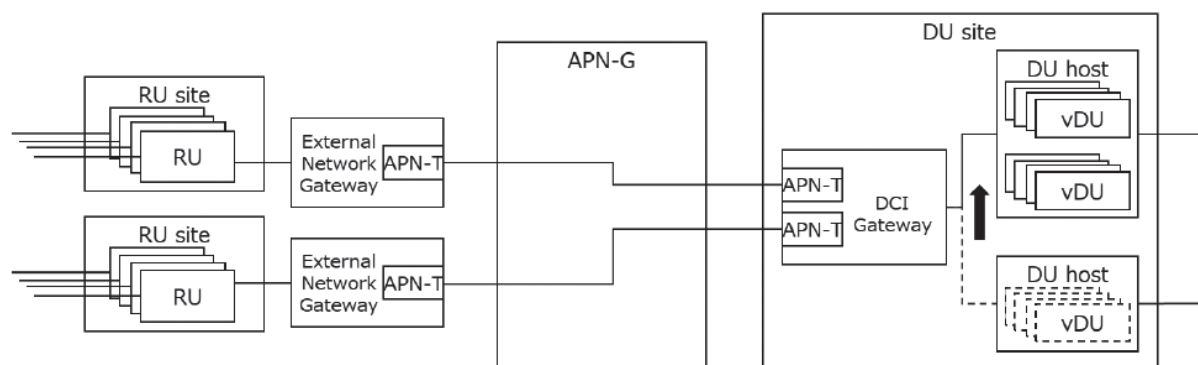 DU site
APN-G
DU host
vDU
vDU
RU site
RU
External
Network
Gateway
APN-T
APN-T
DCI
Gateway
APN-T
RU site
RU
External
Network
Gateway
APN-T
DU host
vDU